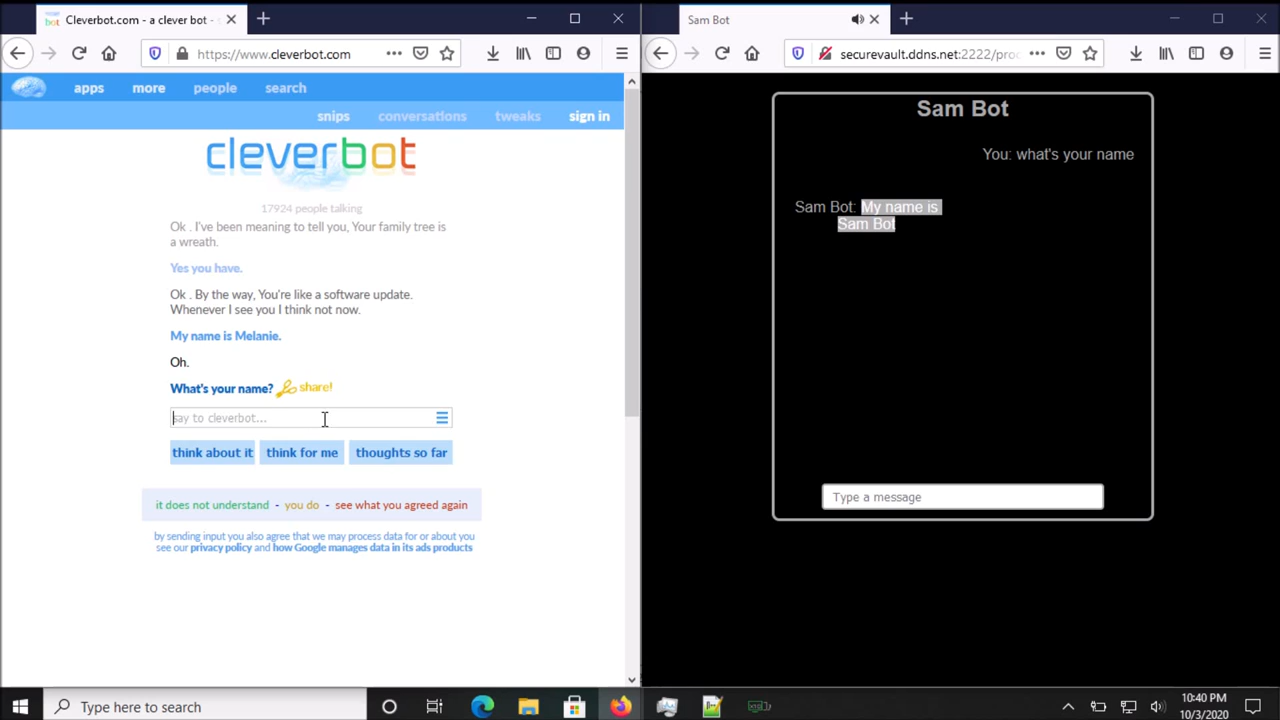 Cleverbot.com - a clever bot -
https://www.cleverbot.com
apps more people search
snips conversations tweaks sign in
cleverbot
17924 people talking
Ok . I've been meaning to tell you, Your family tree is
a wreath.
Yes you have.
Ok . By the way, You're like a software update.
Whenever I see you I think not now.
My name is Melanie.
Oh.
What's your name? share!
say to cleverbot...
think about it think for me thoughts so far
it does not understand - you do - see what you agreed again
by sending input you also agree that we may process data for or about you
see our privacy policy and how Google manages data in its ads products
Sam Bot
securevault.ddns.net:2222/pro
Sam Bot
You: what's your name
Sam Bot: My name is
Sam Bot
Type a message
Type here to search
10:40 PM
10/3/2020